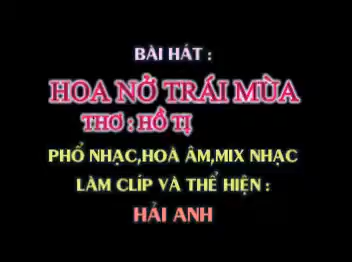 BÀI HÁT :
HOA NỞ TRÁI MÙA
THƠ : HỒ TỊ
PHỔ NHẠC,HOÀ ÂM,MIX NHẠC
LÀM CLÍP VÀ THỂ HIỆN :
HẢI ANH